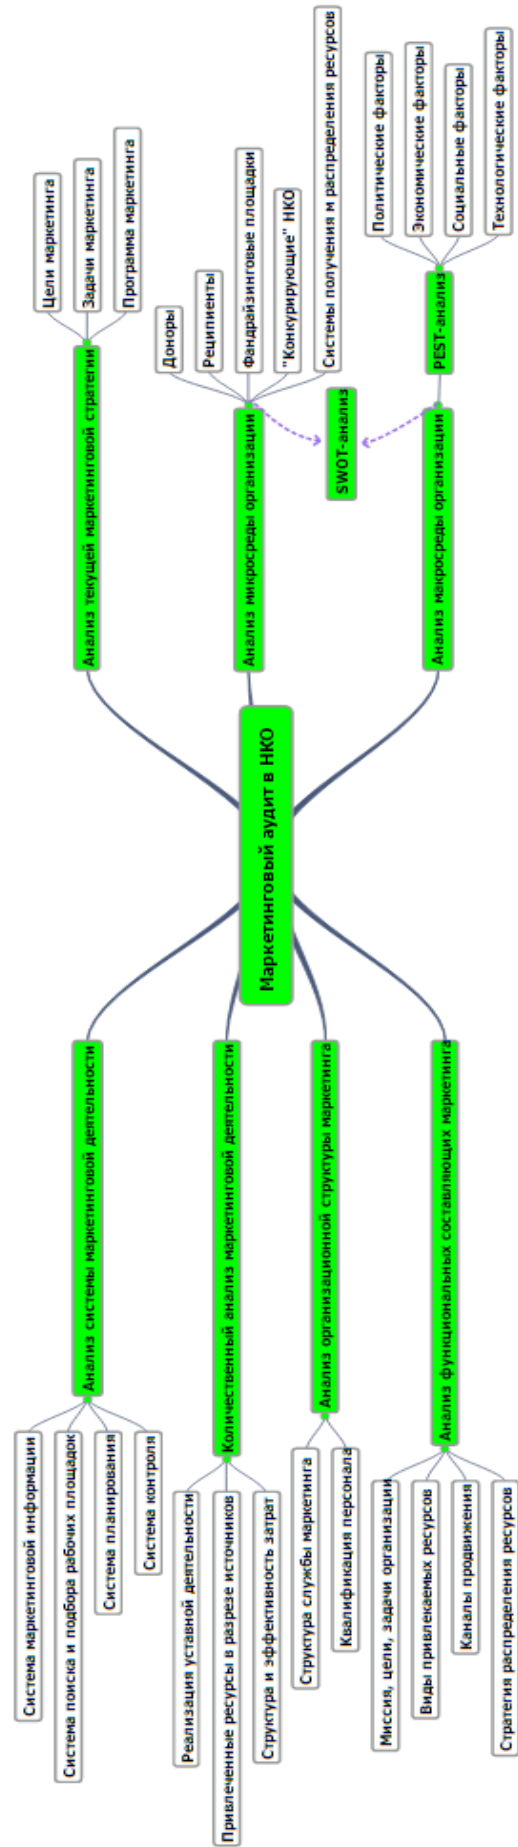 Маркетинговый аудит в НКО
Анализ системы маркетинговой деятельности
Система маркетинговой информации
Система поиска и подбора рабочих площадок
Система планирования
Система контроля
Количественный анализ маркетинговой деятельности
Реализация уставной деятельности
Привлеченные ресурсы в разрезе источников
Структура и эффективность затрат
Анализ организационной структуры маркетинга
Структура службы маркетинга
Квалификация персонала
Анализ функциональных составляющих маркетинга
Миссия, цели, задачи организации
Виды привлекаемых ресурсов
Каналы продвижения
Стратегия распределения ресурсов
Анализ текущей маркетинговой стратегии
Цели маркетинга
Задачи маркетинга
Программа маркетинга
Анализ микросреды организации
Доноры
Реципиенты
Фандрайзинговые площадки
"Конкурирующие" НКО
Системы получения м распределения ресурсов
SWOT-анализ
Анализ макросреды организации
PEST-анализ
Политические факторы
Экономические факторы
Социальные факторы
Технологические факторы